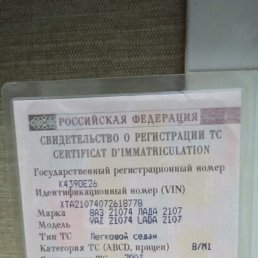 РОССИЙСКАЯ ФЕДЕРАЦИЯ
СВИДЕТЕЛЬСТВО О РЕГИСТРАЦИИ ТС
CERTIFICAT D'IMMATRICULATION
Государственный регистрационный номер
К439ОЕ26
Идентификационный номер (VIN)
XTA21074072618778
Марка ВАЗ 21074 ЛАДА 2107
Модель VAZ 21074 LADA 2107
Тип ТС Легковой седан
Категория ТС (ABCD, прицеп) B/M1